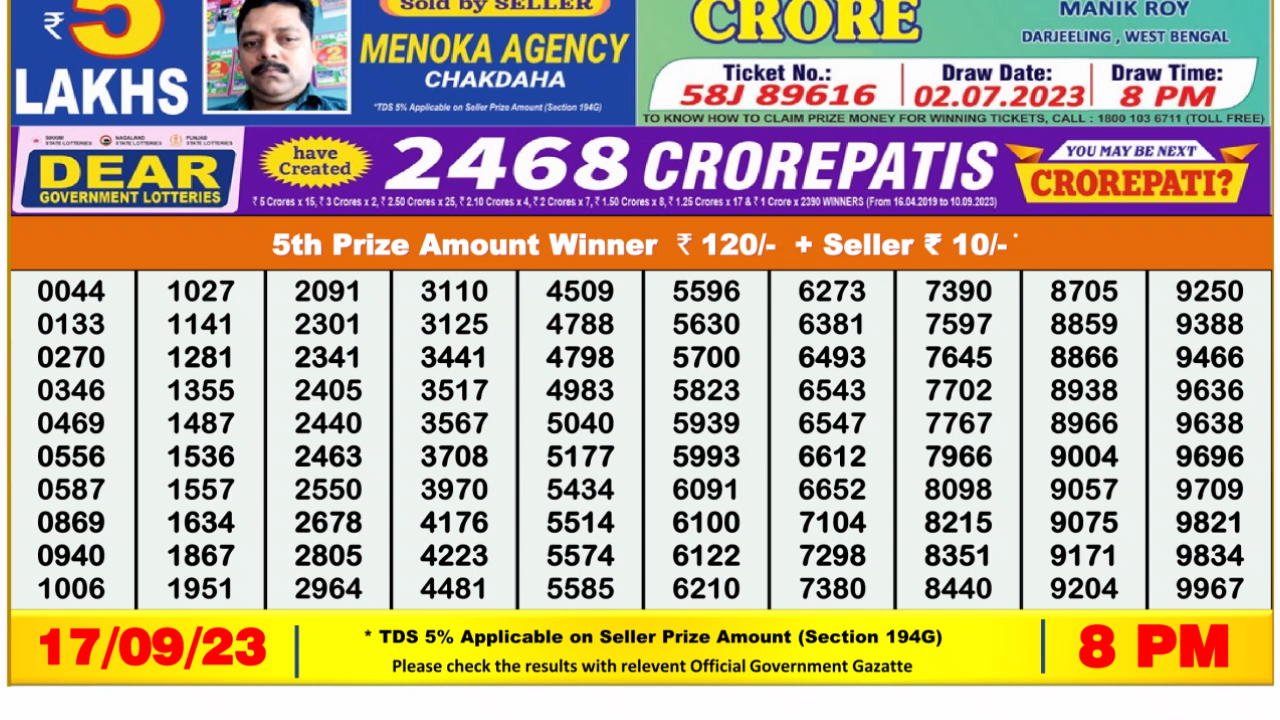 ₹ 5
LAKHS
Sold by SELLER
MENOKA AGENCY
CHAKDAHA
*TDS 5% Applicable on Seller Prize Amount (Section 194G)
CRORE
MANIK ROY
DARJEELING , WEST BENGAL
Ticket No.:
58J 89616
Draw Date:
02.07.2023
Draw Time:
8 PM
TO KNOW HOW TO CLAIM PRIZE MONEY FOR WINNING TICKETS, CALL : 1800 103 6711 (TOLL FREE)
SIKKIM
STATE LOTTERIES
NAGALAND
STATE LOTTERIES
PUNJAB
STATE LOTTERIES
DEAR
GOVERNMENT LOTTERIES
have
Created
2468 CROREPATIS
₹ 5 Crores x 15, ₹ 3 Crores x 2, ₹ 2.50 Crores x 25, ₹ 2.10 Crores x 4, ₹ 2 Crores x 7, ₹ 1.50 Crores x 8, ₹ 1.25 Crores x 17 & ₹ 1 Crore x 2390 WINNERS (From 16.04.2019 to 10.09.2023)
YOU MAY BE NEXT
CROREPATI?
5th Prize Amount Winner ₹ 120/- + Seller ₹ 10/- *
0044 1027 2091 3110 4509 5596 6273 7390 8705 9250
0133 1141 2301 3125 4788 5630 6381 7597 8859 9388
0270 1281 2341 3441 4798 5700 6493 7645 8866 9466
0346 1355 2405 3517 4983 5823 6543 7702 8938 9636
0469 1487 2440 3567 5040 5939 6547 7767 8966 9638
0556 1536 2463 3708 5177 5993 6612 7966 9004 9696
0587 1557 2550 3970 5434 6091 6652 8098 9057 9709
0869 1634 2678 4176 5514 6100 7104 8215 9075 9821
0940 1867 2805 4223 5574 6122 7298 8351 9171 9834
1006 1951 2964 4481 5585 6210 7380 8440 9204 9967
17/09/23
* TDS 5% Applicable on Seller Prize Amount (Section 194G)
Please check the results with relevent Official Government Gazatte
8 PM